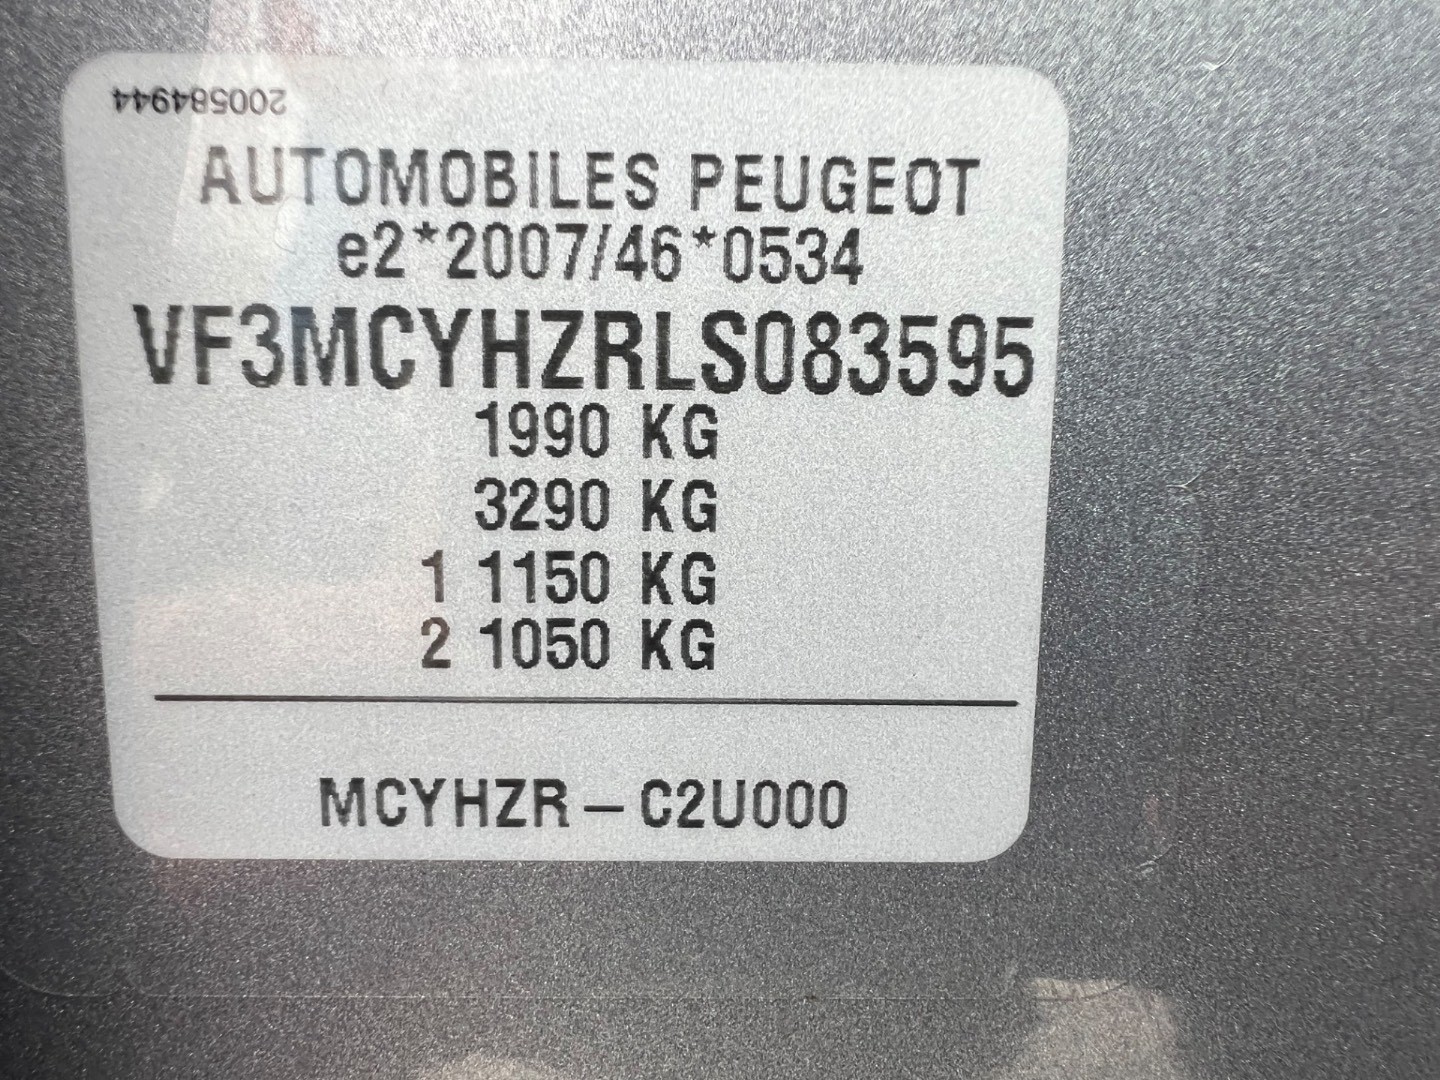 200584944
AUTOMOBILES PEUGEOT
e2*2007/46*0534
VF3MCYHZRLS083595
1990 KG
3290 KG
1 1150 KG
2 1050 KG
MCYHZR – C2U000